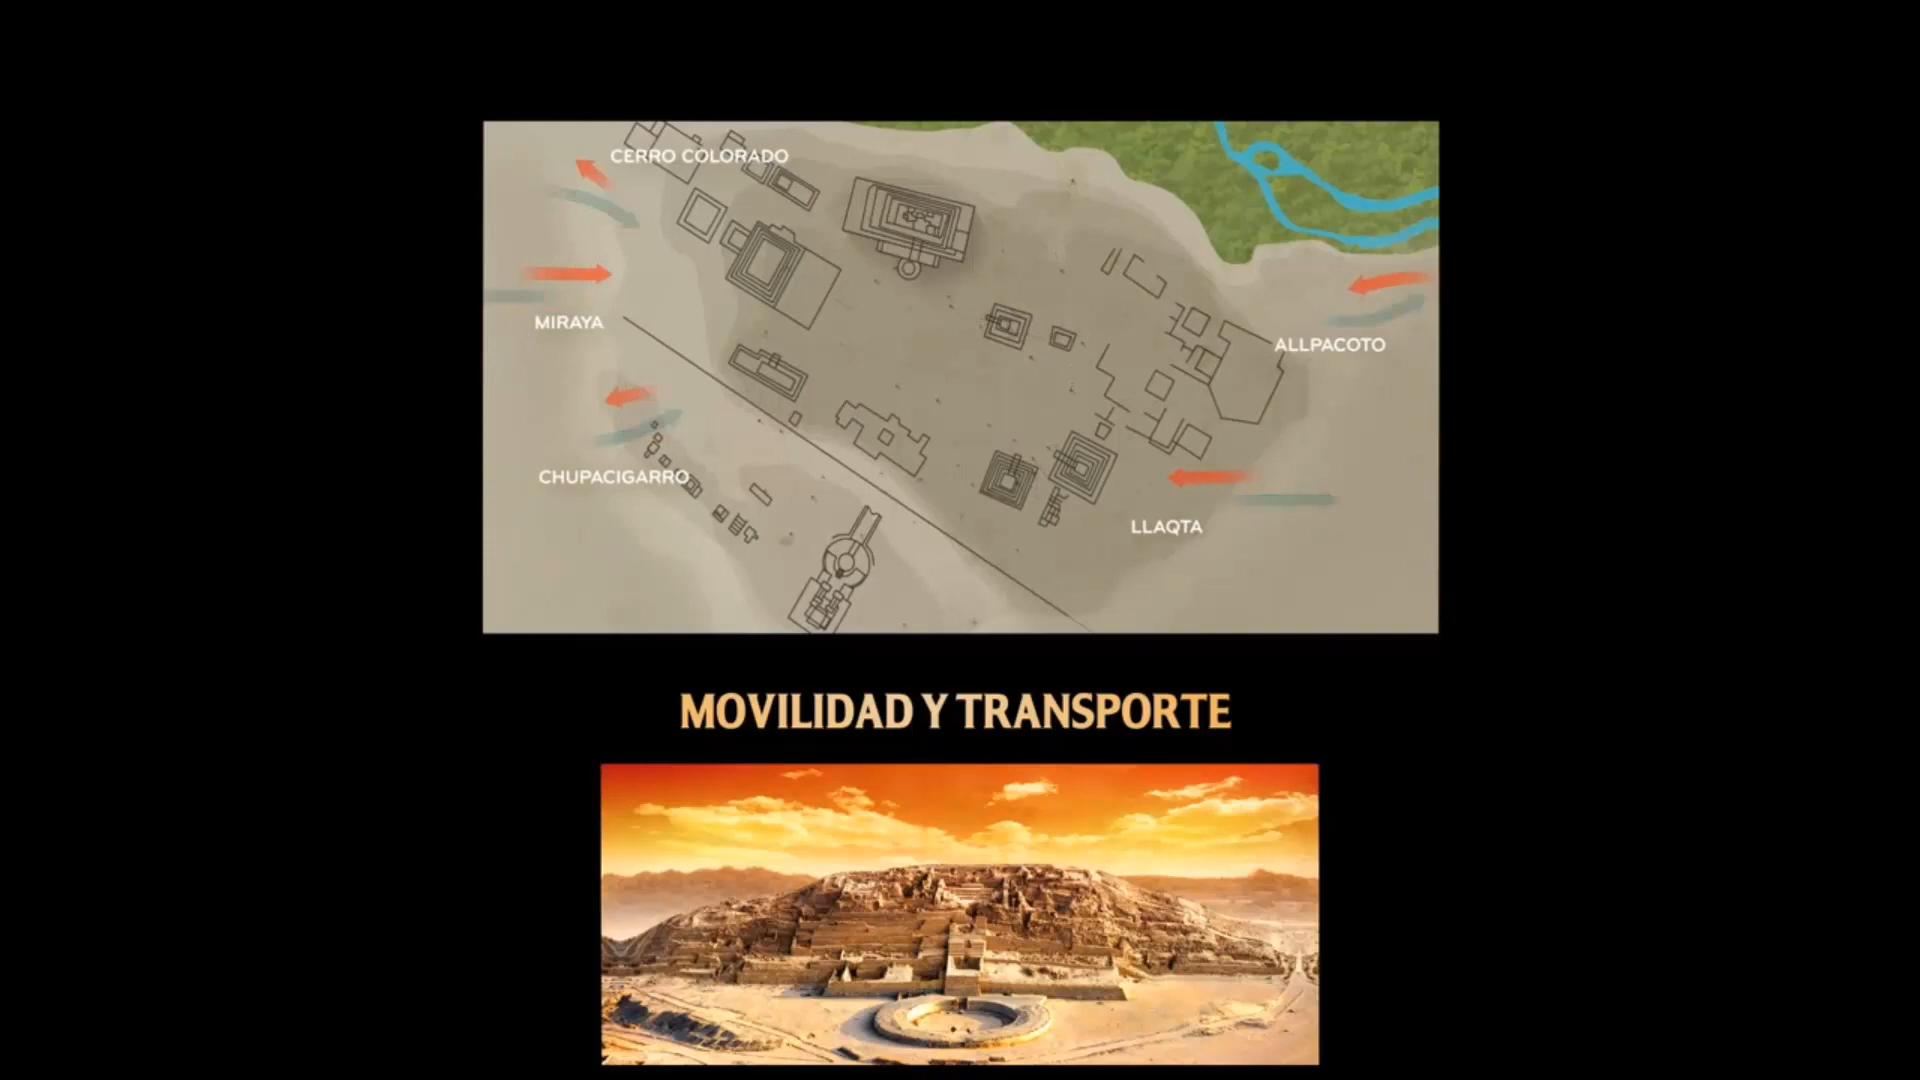 CERRO COLORADO
MIRAYA
ALLPACOTO
CHUPACIGARRO
LLAQTA
MOVILIDAD Y TRANSPORTE